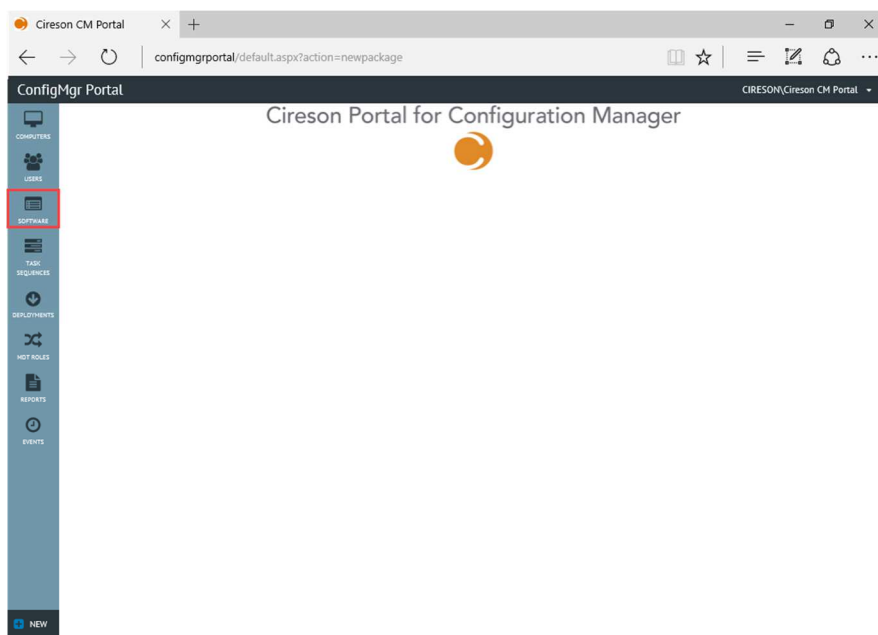 Cireson CM Portal
configmgrportal/default.aspx?action=newpackage
ConfigMgr Portal
CIRESON\Cireson CM Portal
Cireson Portal for Configuration Manager
COMPUTERS
USERS
SOFTWARE
TASK
SEQUENCES
DEPLOYMENTS
MDT ROLES
REPORTS
EVENTS
NEW